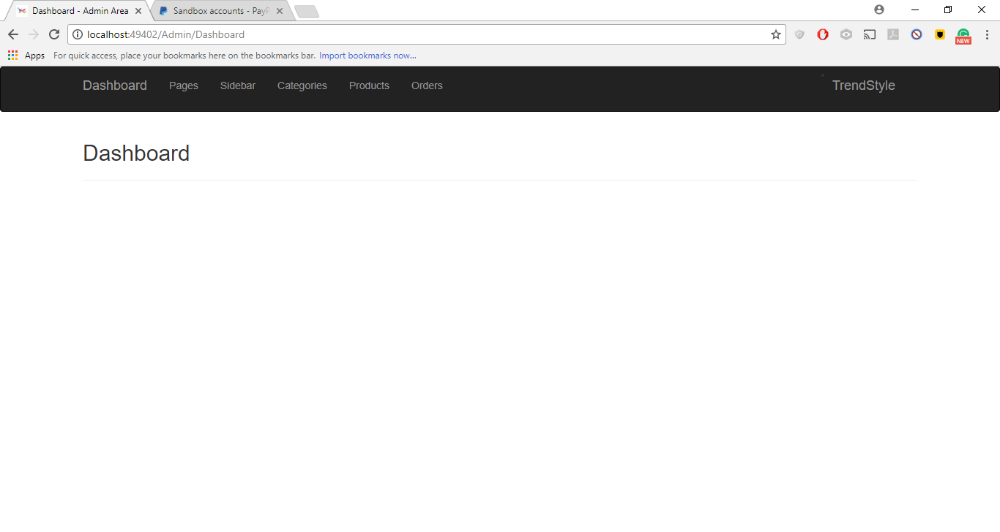 Dashboard - Admin Area
Sandbox accounts - PayP
localhost:49402/Admin/Dashboard
NEW
Apps For quick access, place your bookmarks here on the bookmarks bar. Import bookmarks now...
Dashboard Pages Sidebar Categories Products Orders TrendStyle
Dashboard